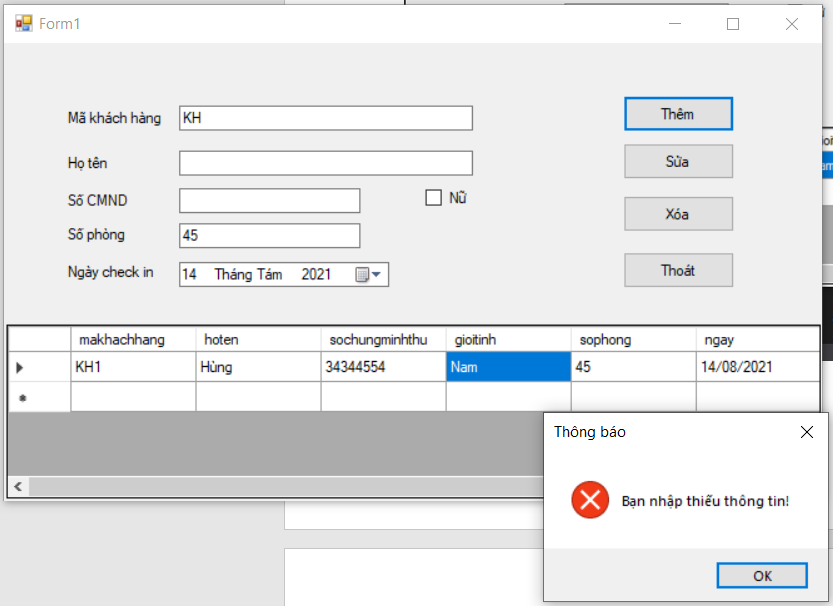 Form1
Mã khách hàng KH Thêm
Họ tên Sửa
Số CMND Nữ
Xóa
Số phòng 45
Ngày check in 14 Tháng Tám 2021 Thoát
makhachhang hoten sochungminhthu gioitinh sophong ngay
KH1 Hùng 34344554 Nam 45 14/08/2021
Thông báo
Bạn nhập thiếu thông tin!
OK